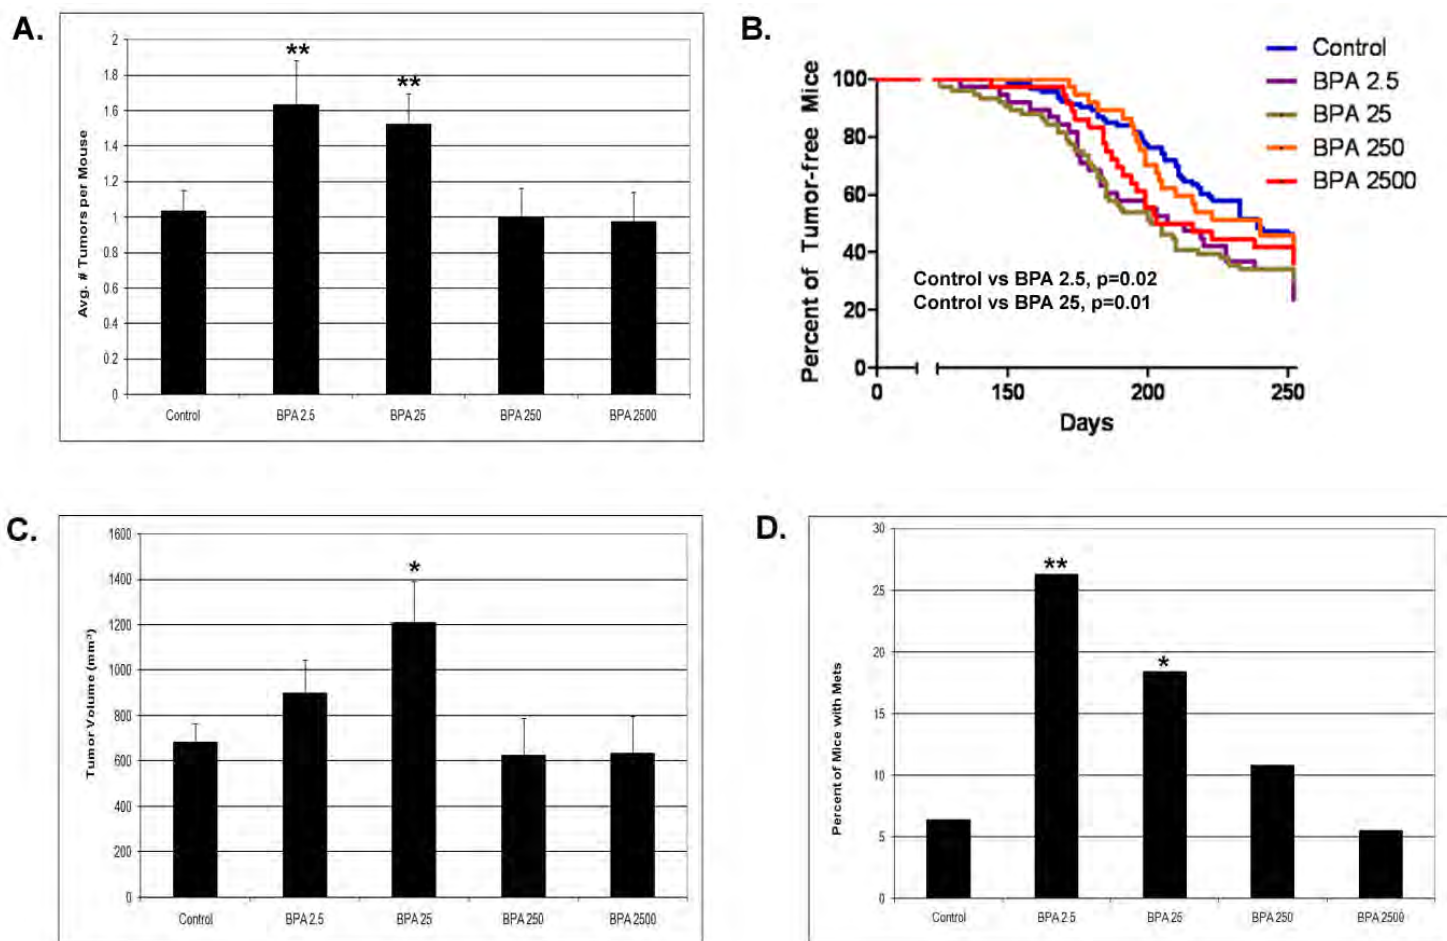 A.
Avg. # Tumors per Mouse
2
1.8
1.6
1.4
1.2
1
0.8
0.6
0.4
0.2
0
**
**
Control
BPA 2.5
BPA 25
BPA 250
BPA 2500
B.
Percent of Tumor-free Mice
100
80
60
40
20
0
Control
BPA 2.5
BPA 25
BPA 250
BPA 2500
Control vs BPA 2.5, p=0.02
Control vs BPA 25, p=0.01
0
150
200
250
Days
C.
Tumor Volume (mm³)
1600
1400
1200
1000
800
600
400
200
0
*
Control
BPA 2.5
BPA 25
BPA 250
BPA 2500
D.
Percent of Mice with Mets
30
25
20
15
10
5
0
**
*
Control
BPA 2.5
BPA 25
BPA 250
BPA 2500